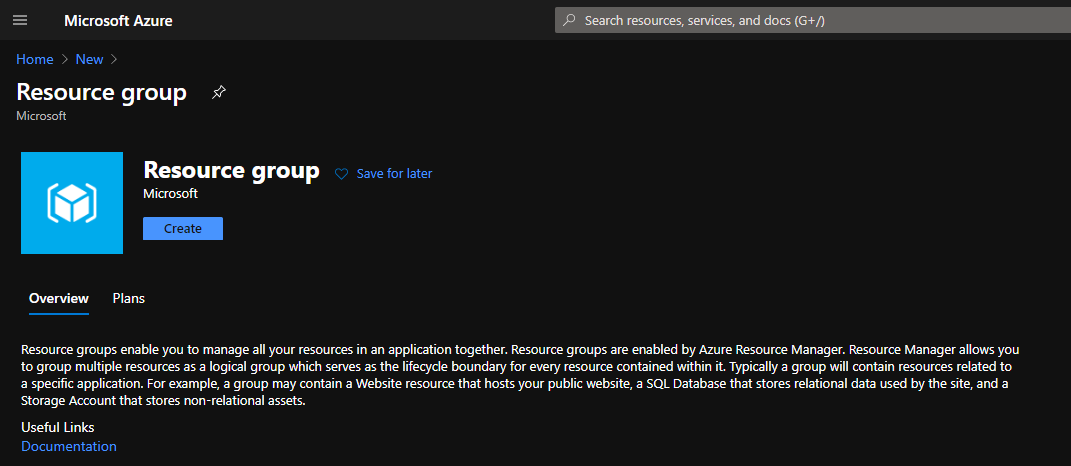 Microsoft Azure
Search resources, services, and docs (G+/)
Home > New >
Resource group
Microsoft
Resource group
Save for later
Microsoft
Create
Overview
Plans
Resource groups enable you to manage all your resources in an application together. Resource groups are enabled by Azure Resource Manager. Resource Manager allows you
to group multiple resources as a logical group which serves as the lifecycle boundary for every resource contained within it. Typically a group will contain resources related to
a specific application. For example, a group may contain a Website resource that hosts your public website, a SQL Database that stores relational data used by the site, and a
Storage Account that stores non-relational assets.
Useful Links
Documentation